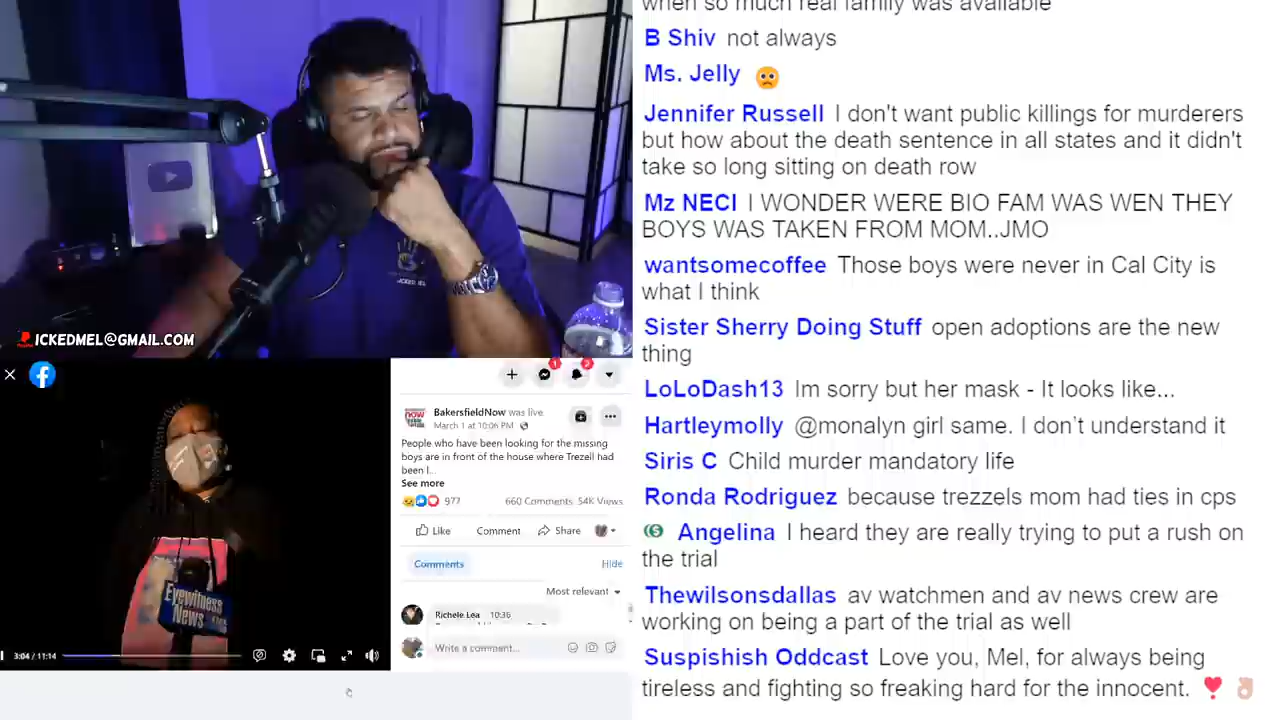 ICKEDMEL@GMAIL.COM
BakersfieldNow was live.
March 1 at 10:06 PM
People who have been looking for the missing
boys are in front of the house where Trezell had
been l...
See more
977
660 Comments 54K Views
Like Comment Share
Comments Hide
Most relevant
Richele Lea 10:36
Write a comment...
Eyewitness
News
3:04 / 11:14
when so much real family was available
B Shiv not always
Ms. Jelly
Jennifer Russell I don't want public killings for murderers
but how about the death sentence in all states and it didn't
take so long sitting on death row
Mz NECI I WONDER WERE BIO FAM WAS WEN THEY
BOYS WAS TAKEN FROM MOM..JMO
wantsomecoffee Those boys were never in Cal City is
what I think
Sister Sherry Doing Stuff open adoptions are the new
thing
LoLoDash13 Im sorry but her mask - It looks like...
Hartleymolly @monalyn girl same. I don’t understand it
Siris C Child murder mandatory life
Ronda Rodriguez because trezzels mom had ties in cps
Angelina I heard they are really trying to put a rush on
the trial
Thewilsonsdallas av watchmen and av news crew are
working on being a part of the trial as well
Suspishish Oddcast Love you, Mel, for always being
tireless and fighting so freaking hard for the innocent.